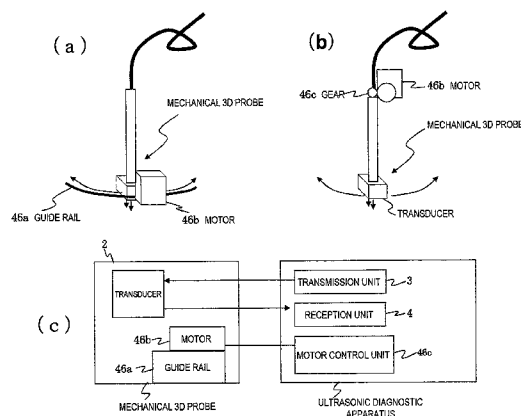 (a)
MECHANICAL 3D PROBE
46a GUIDE RAIL
46b MOTOR
(b)
46c GEAR
46b MOTOR
MECHANICAL 3D PROBE
TRANSDUCER
(c)
2
TRANSDUCER
46b
MOTOR
46a
GUIDE RAIL
MECHANICAL 3D PROBE
TRANSMISSION UNIT
3
RECEPTION UNIT
4
MOTOR CONTROL UNIT
46c
ULTRASONIC DIAGNOSTIC
APPARATUS